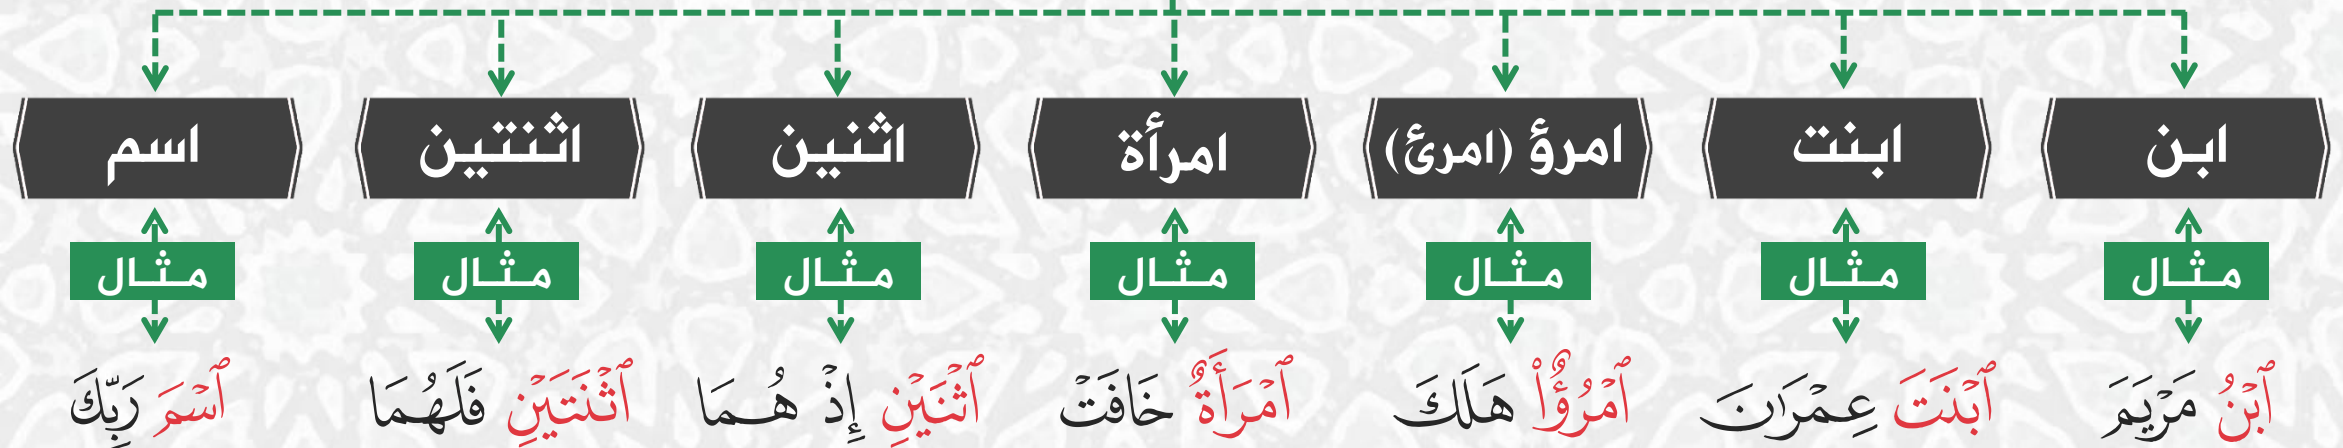 ابن ابنت امرؤ (امرئ) امرأة اثنين اثنتين اسم
مثال مثال مثال مثال مثال مثال مثال
ٱبۡنُ مَرۡيَمَ ٱبۡنَتَ عِمۡرَٰنَ ٱمۡرُؤٌاْ هَلَكَ ٱمۡرَأَةٌ خَافَتۡ ٱثۡنَيۡنِ إِذۡ هُمَا ٱثۡنَتَيۡنِ فَلَهُمَا ٱسۡمَ رَبِّكَ